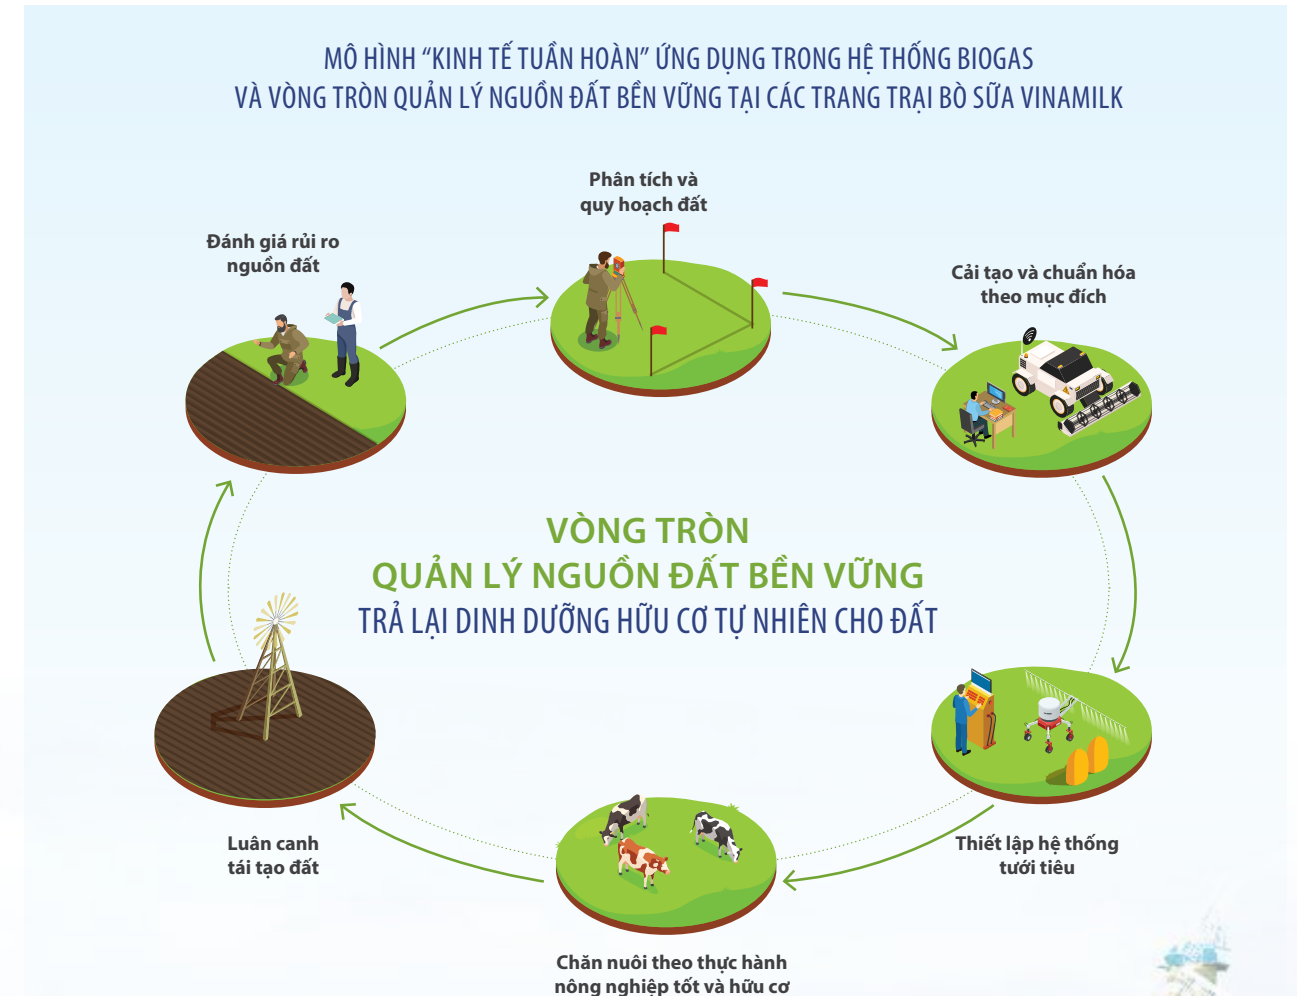 MÔ HÌNH “KINH TẾ TUẦN HOÀN” ỨNG DỤNG TRONG HỆ THỐNG BIOGAS
VÀ VÒNG TRÒN QUẢN LÝ NGUỒN ĐẤT BỀN VỮNG TẠI CÁC TRANG TRẠI BÒ SỮA VINAMILK
Phân tích và
quy hoạch đất
Đánh giá rủi ro
nguồn đất
Cải tạo và chuẩn hóa
theo mục đích
VÒNG TRÒN
QUẢN LÝ NGUỒN ĐẤT BỀN VỮNG
TRẢ LẠI DINH DƯỠNG HỮU CƠ TỰ NHIÊN CHO ĐẤT
Luân canh
tái tạo đất
Thiết lập hệ thống
tưới tiêu
Chăn nuôi theo thực hành
nông nghiệp tốt và hữu cơ